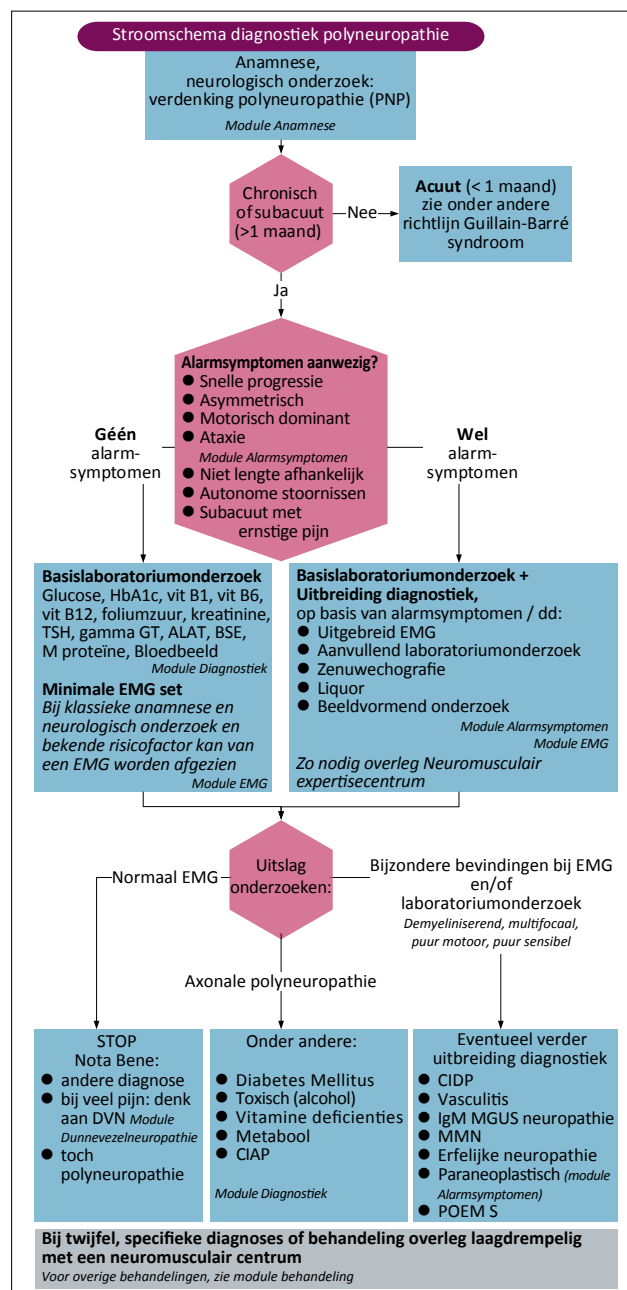 Stroomschema diagnostiek polyneuropathie
Anamnese,
neurologisch onderzoek:
verdenking polyneuropathie (PNP)
Module Anamnese
Chronisch
of subacuut
(>1 maand)
Nee
Acuut (< 1 maand)
zie onder andere
richtlijn Guillain-Barré
syndroom
Ja
Alarmsymptomen aanwezig?
● Snelle progressie
● Asymmetrisch
● Motorisch dominant
● Ataxie
Module Alarmsymptomen
● Niet lengte afhankelijk
● Autonome stoornissen
● Subacuut met
ernstige pijn
Géén
alarm-
symptomen
Wel
alarm-
symptomen
Basislaboratoriumonderzoek
Glucose, HbA1c, vit B1, vit B6,
vit B12, foliumzuur, kreatinine,
TSH, gamma GT, ALAT, BSE,
M proteïne, Bloedbeeld
Module Diagnostiek
Minimale EMG set
Bij klassieke anamnese en
neurologisch onderzoek en
bekende risicofactor kan van
een EMG worden afgezien
Module EMG
Basislaboratoriumonderzoek +
Uitbreiding diagnostiek,
op basis van alarmsymptomen / dd:
● Uitgebreid EMG
● Aanvullend laboratoriumonderzoek
● Zenuwechografie
● Liquor
● Beeldvormend onderzoek
Module Alarmsymptomen
Module EMG
Zo nodig overleg Neuromusculair
expertisecentrum
Uitslag
onderzoeken:
Normaal EMG
Bijzondere bevindingen bij EMG
en/of
laboratoriumonderzoek
Demyeliniserend, multifocaal,
puur motoor, puur sensibel
Axonale polyneuropathie
STOP
Nota Bene:
● andere diagnose
● bij veel pijn: denk
aan DVN Module
Dunnevezelneuropathie
● toch
polyneuropathie
Onder andere:
● Diabetes Mellitus
● Toxisch (alcohol)
● Vitamine deficienties
● Metabool
● CIAP
Module Diagnostiek
Eventueel verder
uitbreiding diagnostiek
● CIDP
● Vasculitis
● IgM MGUS neuropathie
● MMN
● Erfelijke neuropathie
● Paraneoplastisch (module
Alarmsymptomen)
● POEM S
Bij twijfel, specifieke diagnoses of behandeling overleg laagdrempelig
met een neuromusculair centrum
Voor overige behandelingen, zie module behandeling